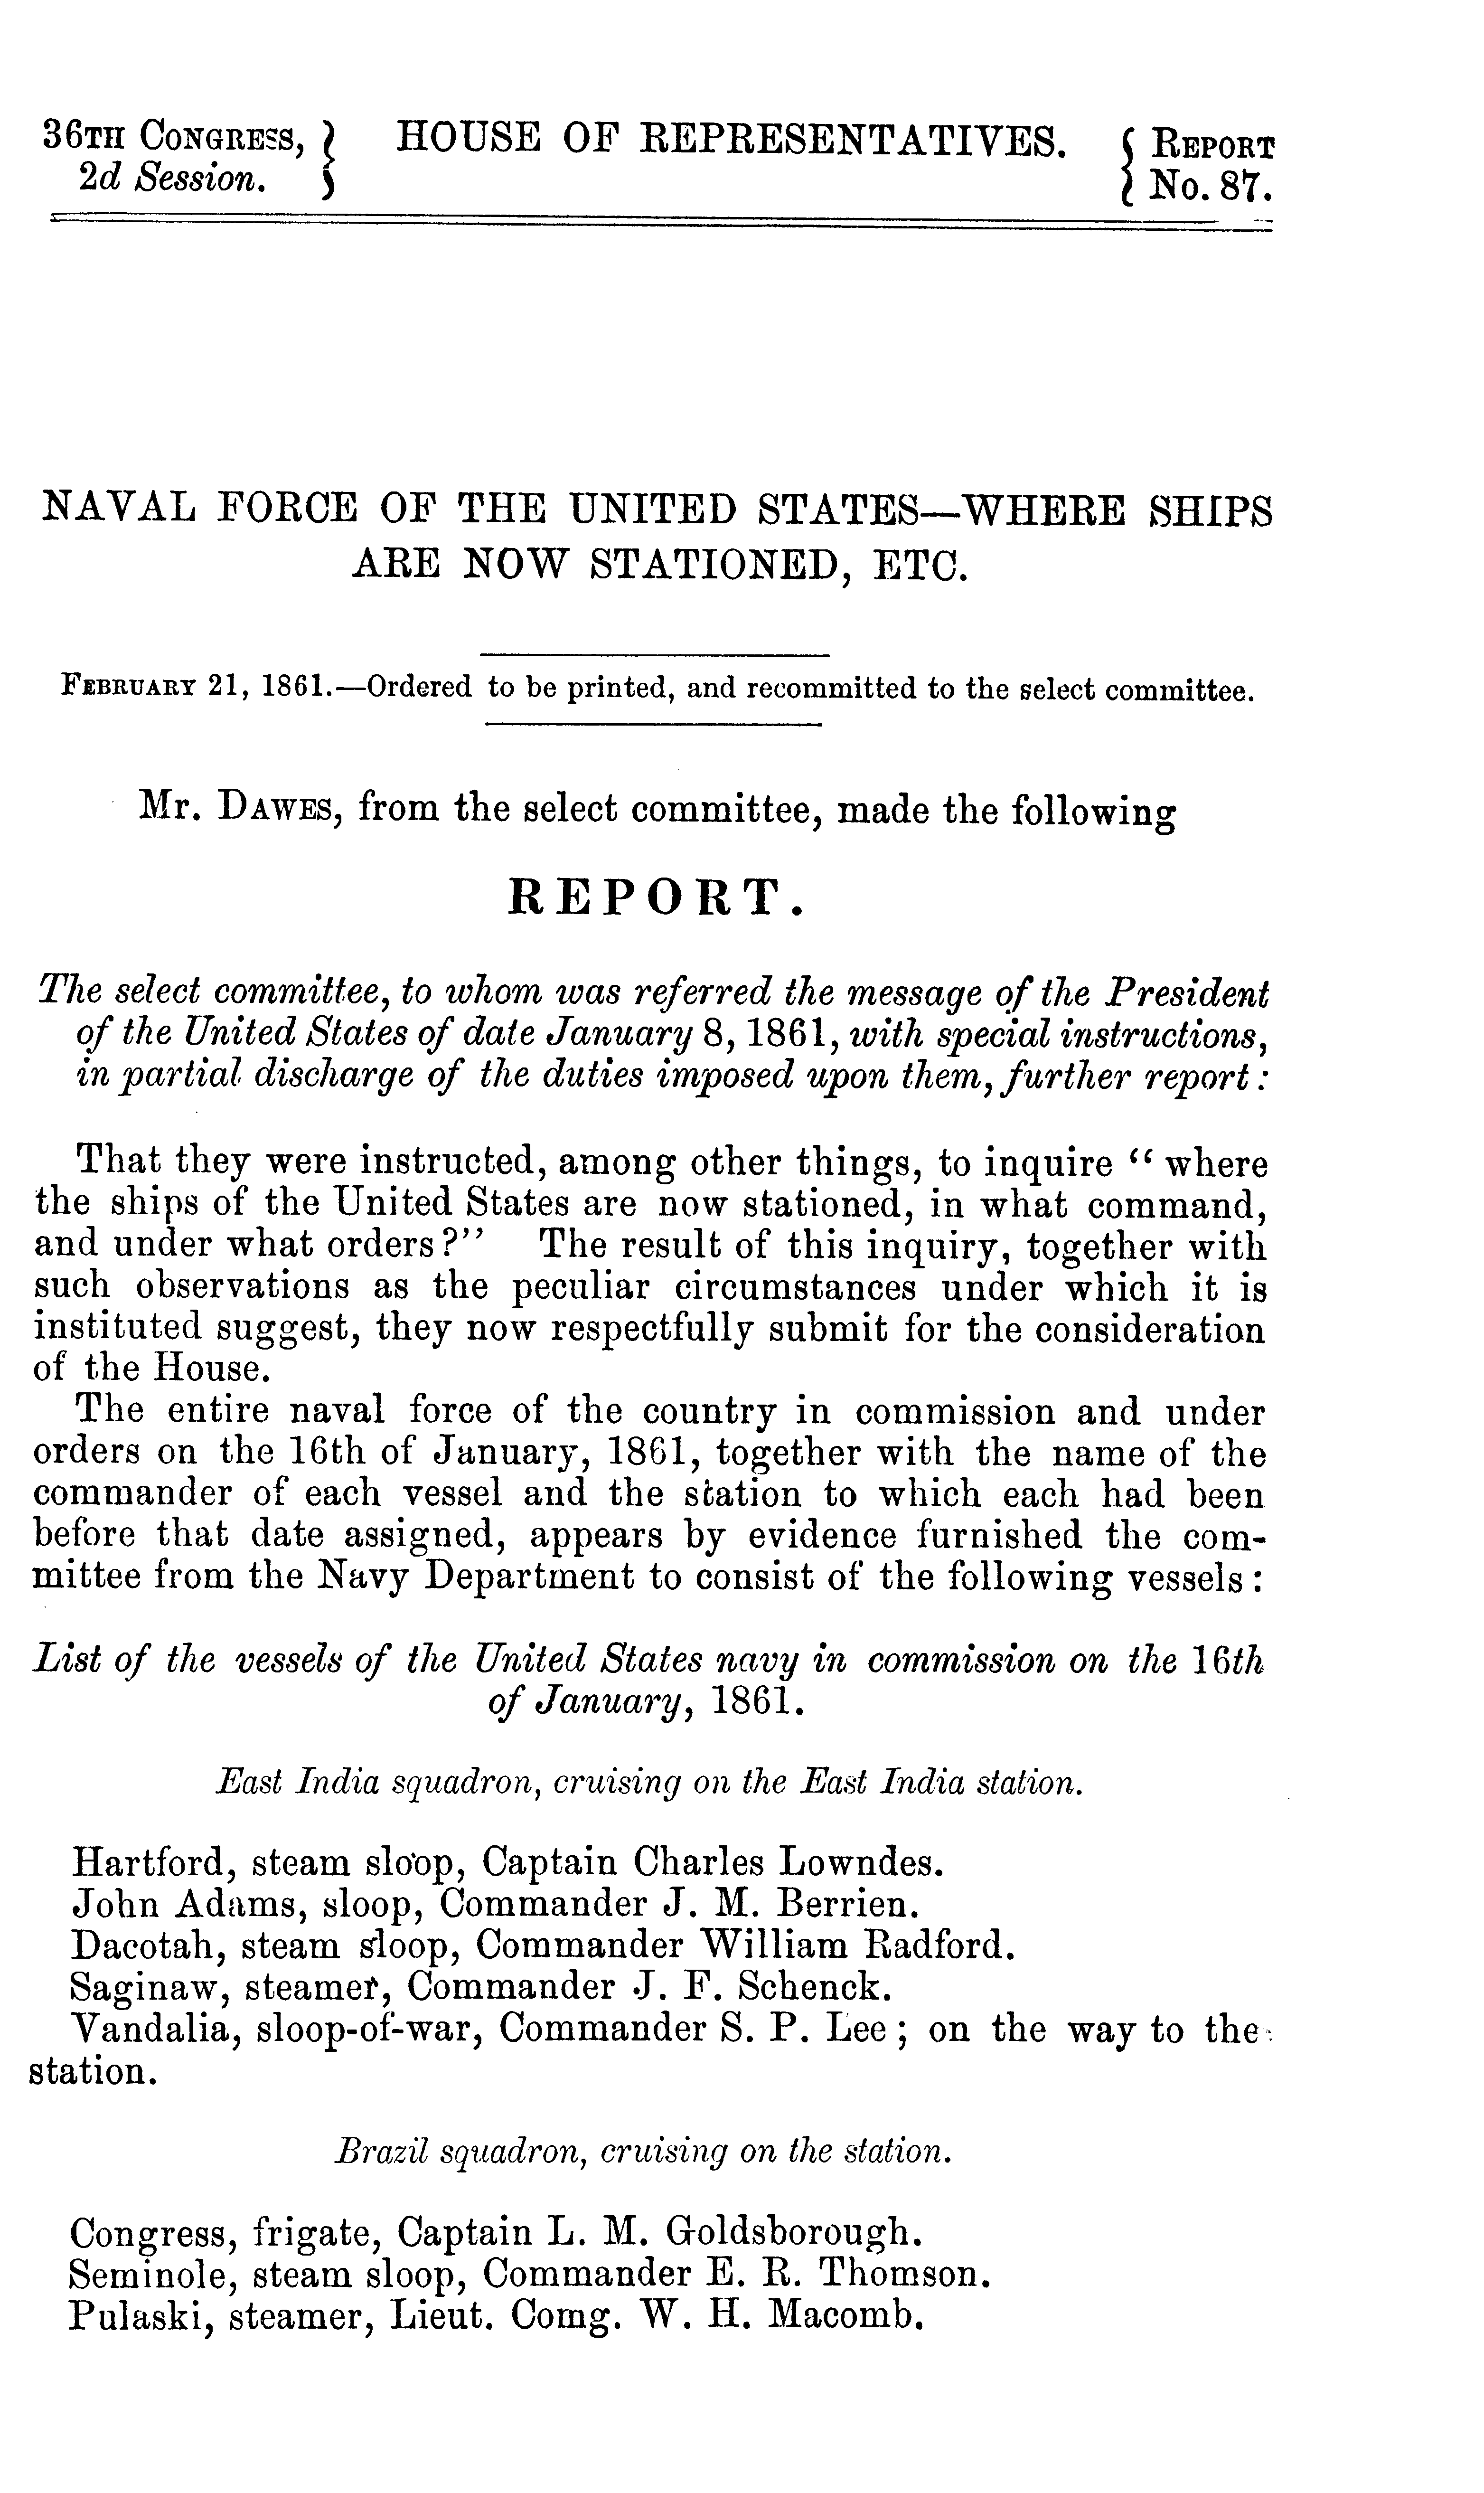 36TH CONGRESS, } HOUSE OF REPRESENTATIVES. { REPORT
2d Session. } { No. 87.
NAVAL FORCE OF THE UNITED STATES—WHERE SHIPS
ARE NOW STATIONED, ETC.
FEBRUARY 21, 1861.—Ordered to be printed, and recommitted to the select committee.
Mr. DAWES, from the select committee, made the following
REPORT.
The select committee, to whom was referred the message of the President
of the United States of date January 8, 1861, with special instructions,
in partial discharge of the duties imposed upon them, further report:
That they were instructed, among other things, to inquire “where
the ships of the United States are now stationed, in what command,
and under what orders?” The result of this inquiry, together with
such observations as the peculiar circumstances under which it is
instituted suggest, they now respectfully submit for the consideration
of the House.
The entire naval force of the country in commission and under
orders on the 16th of January, 1861, together with the name of the
commander of each vessel and the station to which each had been
before that date assigned, appears by evidence furnished the com-
mittee from the Navy Department to consist of the following vessels:
List of the vessels of the United States navy in commission on the 16th
of January, 1861.
East India squadron, cruising on the East India station.
Hartford, steam sloop, Captain Charles Lowndes.
John Adams, sloop, Commander J. M. Berrien.
Dacotah, steam sloop, Commander William Radford.
Saginaw, steamer, Commander J. F. Schenck.
Vandalia, sloop-of-war, Commander S. P. Lee; on the way to the
station.
Brazil squadron, cruising on the station.
Congress, frigate, Captain L. M. Goldsborough.
Seminole, steam sloop, Commander E. R. Thomson.
Pulaski, steamer, Lieut. Comg. W. H. Macomb.